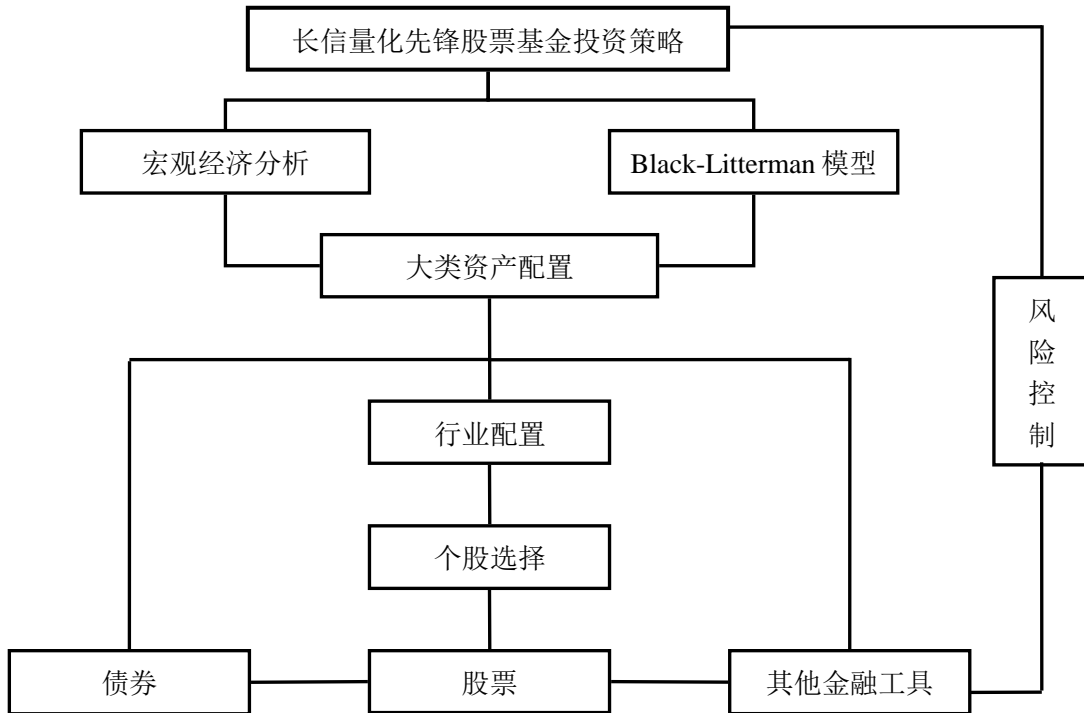 长信量化先锋股票基金投资策略
宏观经济分析
Black-Litterman 模型
大类资产配置
风
险
控
制
行业配置
个股选择
债券
股票
其他金融工具